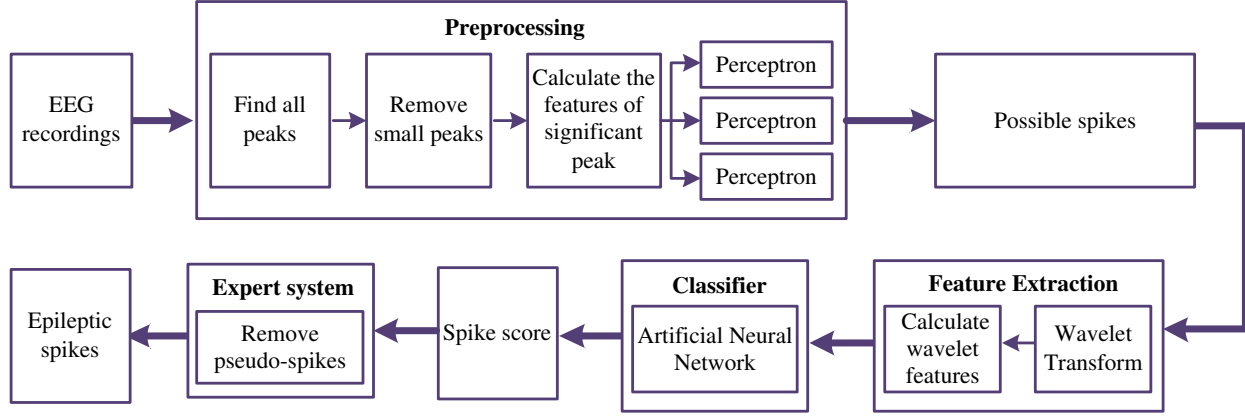 Preprocessing
EEG
recordings
Find all
peaks
Remove
small peaks
Calculate the
features of
significant
peak
Perceptron
Perceptron
Perceptron
Possible spikes
Epileptic
spikes
Expert system
Remove
pseudo-spikes
Spike score
Classifier
Artificial Neural
Network
Feature Extraction
Calculate
wavelet
features
Wavelet
Transform